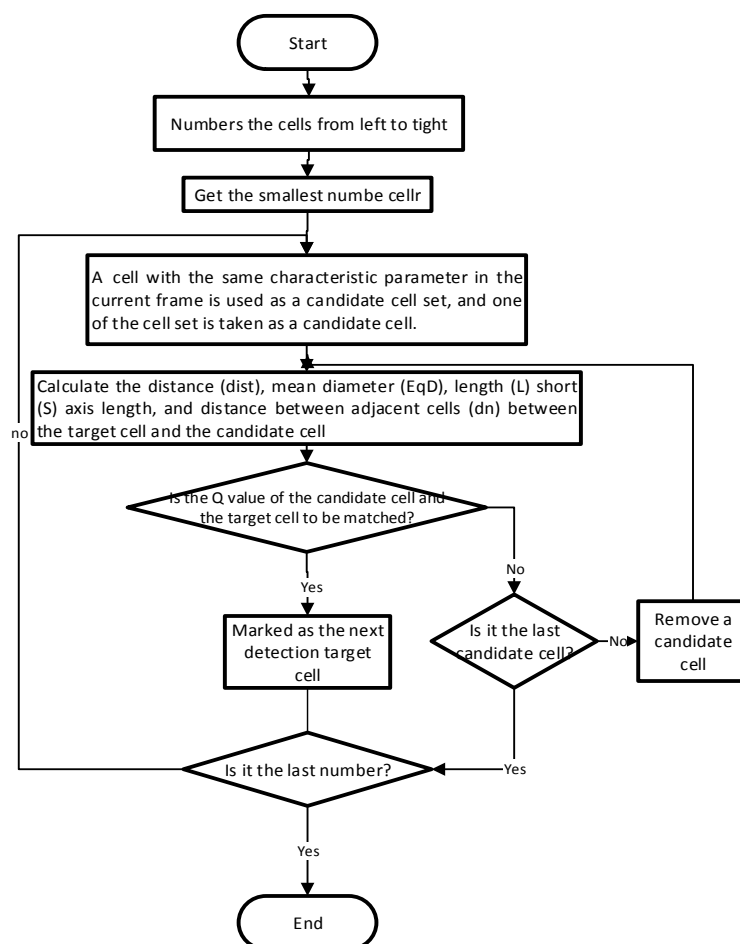 Start
Numbers the cells from left to tight
Get the smallest numbe cellr
A cell with the same characteristic parameter in the
current frame is used as a candidate cell set, and one
of the cell set is taken as a candidate cell.
Calculate the distance (dist), mean diameter (EqD), length (L) short
(S) axis length, and distance between adjacent cells (dn) between
the target cell and the candidate cell
no
Is the Q value of the candidate cell and
the target cell to be matched?
No
Yes
Marked as the next
detection target
cell
Is it the last
candidate cell?
No
Remove a
candidate
cell
Is it the last number?
Yes
Yes
End